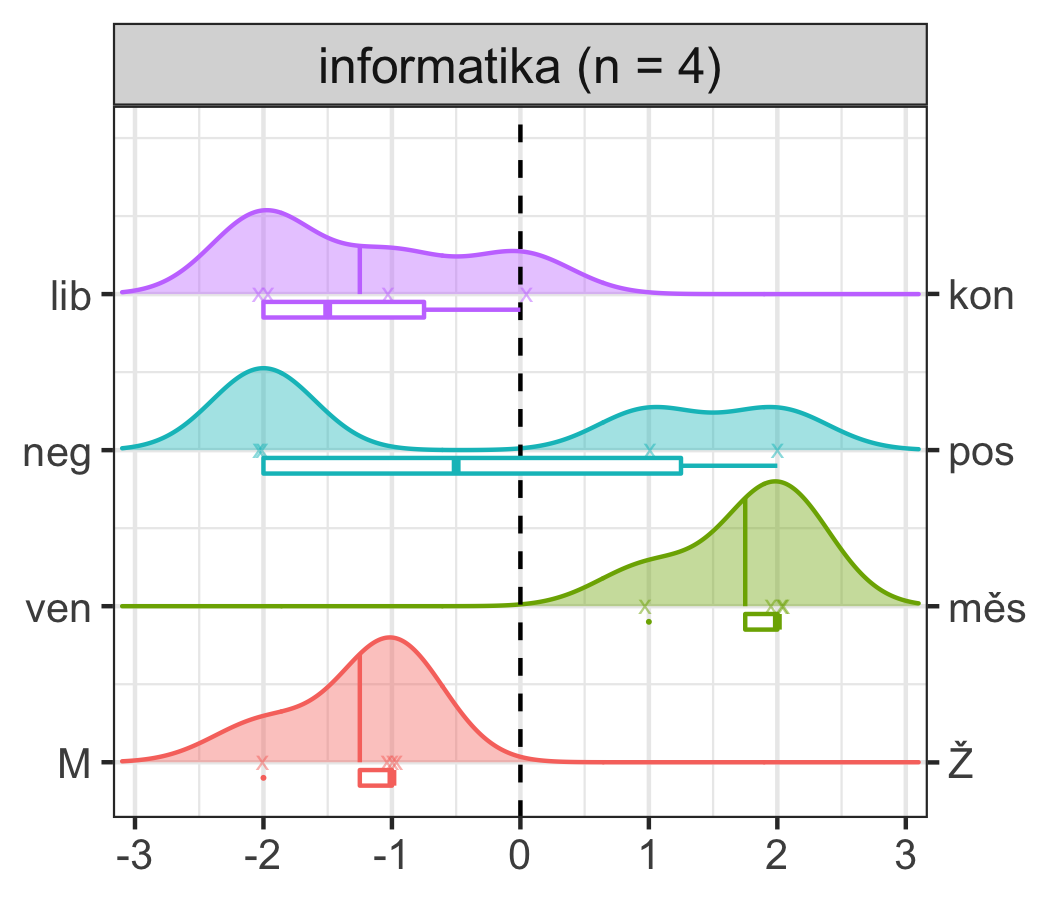 informatika (n = 4)
lib kon
neg pos
ven měs
M Ž
-3 -2 -1 0 1 2 3